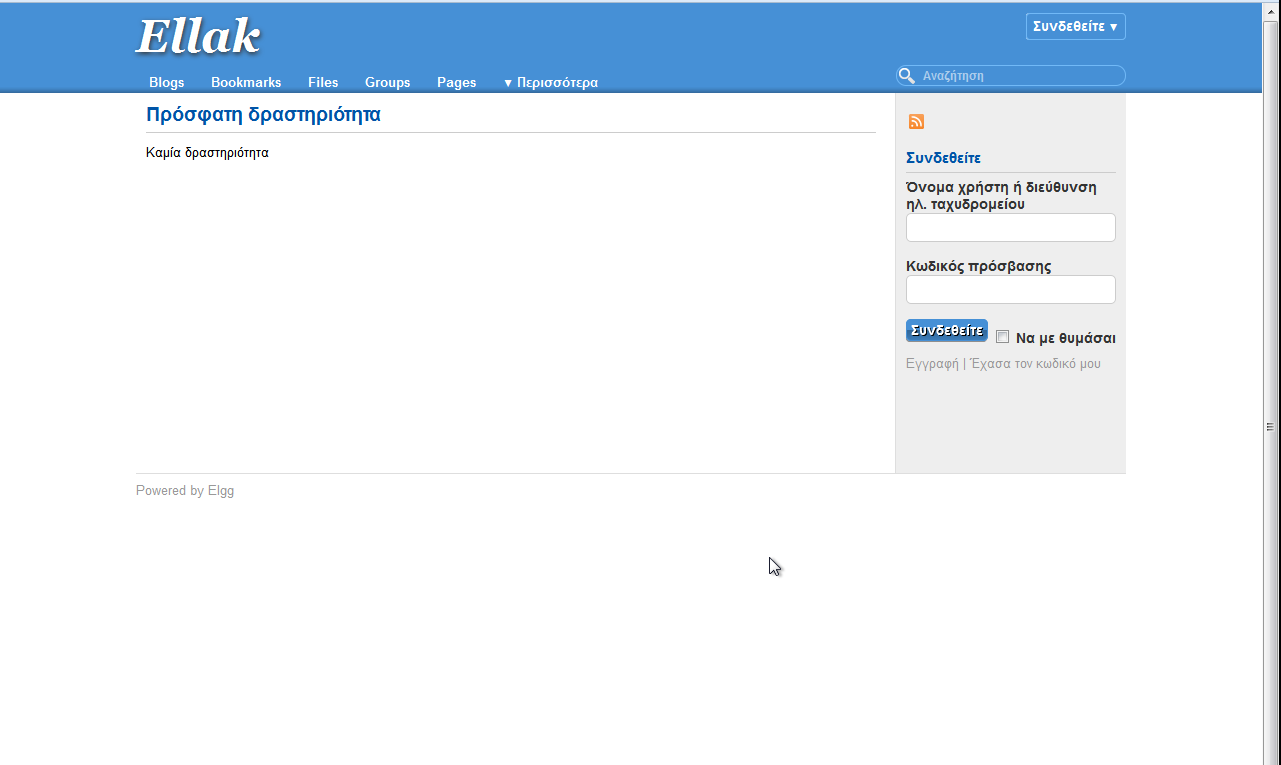 Ellak
Συνδεθείτε ▼
Blogs Bookmarks Files Groups Pages ▼ Περισσότερα
Αναζήτηση
Πρόσφατη δραστηριότητα
Καμία δραστηριότητα
Συνδεθείτε
Όνομα χρήστη ή διεύθυνση
ηλ. ταχυδρομείου
Κωδικός πρόσβασης
Συνδεθείτε Να με θυμάσαι
Εγγραφή | Έχασα τον κωδικό μου
Powered by Elgg